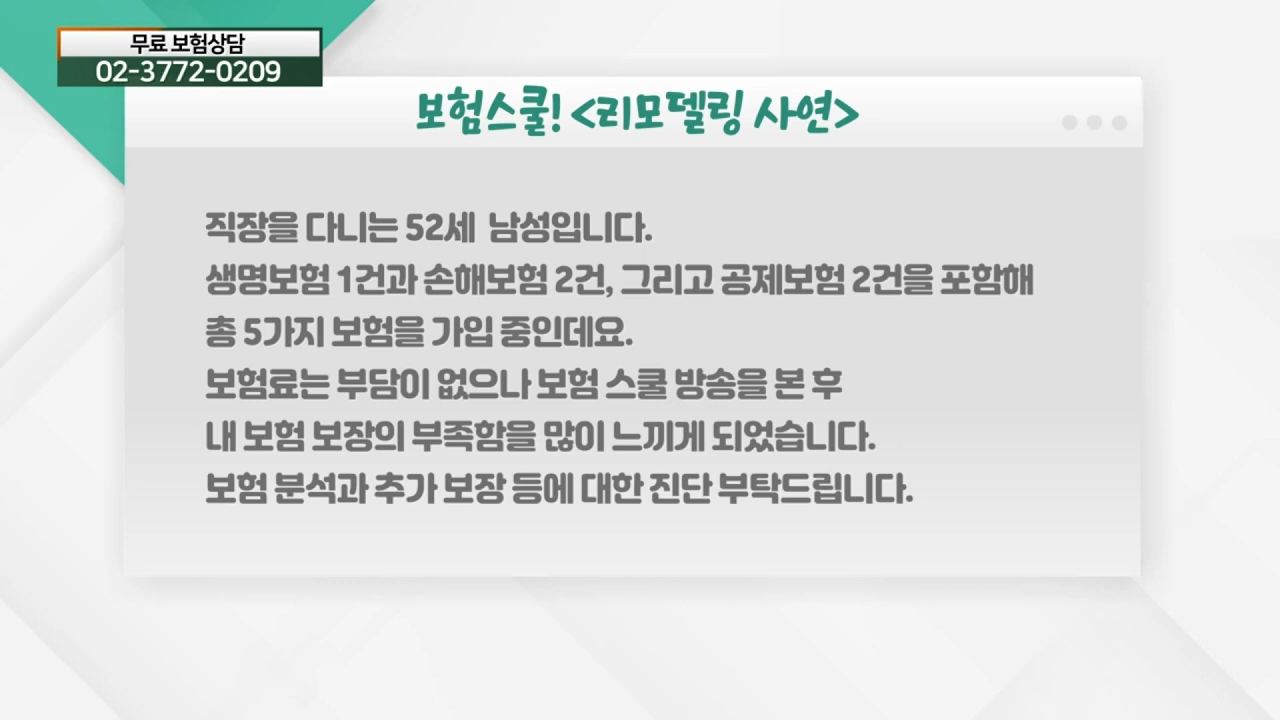 무료 보험상담
02-3772-0209
보험스쿨! <리모델링 사연>
직장을 다니는 52세 남성입니다.
생명보험 1건과 손해보험 2건, 그리고 공제보험 2건을 포함해
총 5가지 보험을 가입 중인데요.
보험료는 부담이 없으나 보험 스쿨 방송을 본 후
내 보험 보장의 부족함을 많이 느끼게 되었습니다.
보험 분석과 추가 보장 등에 대한 진단 부탁드립니다.